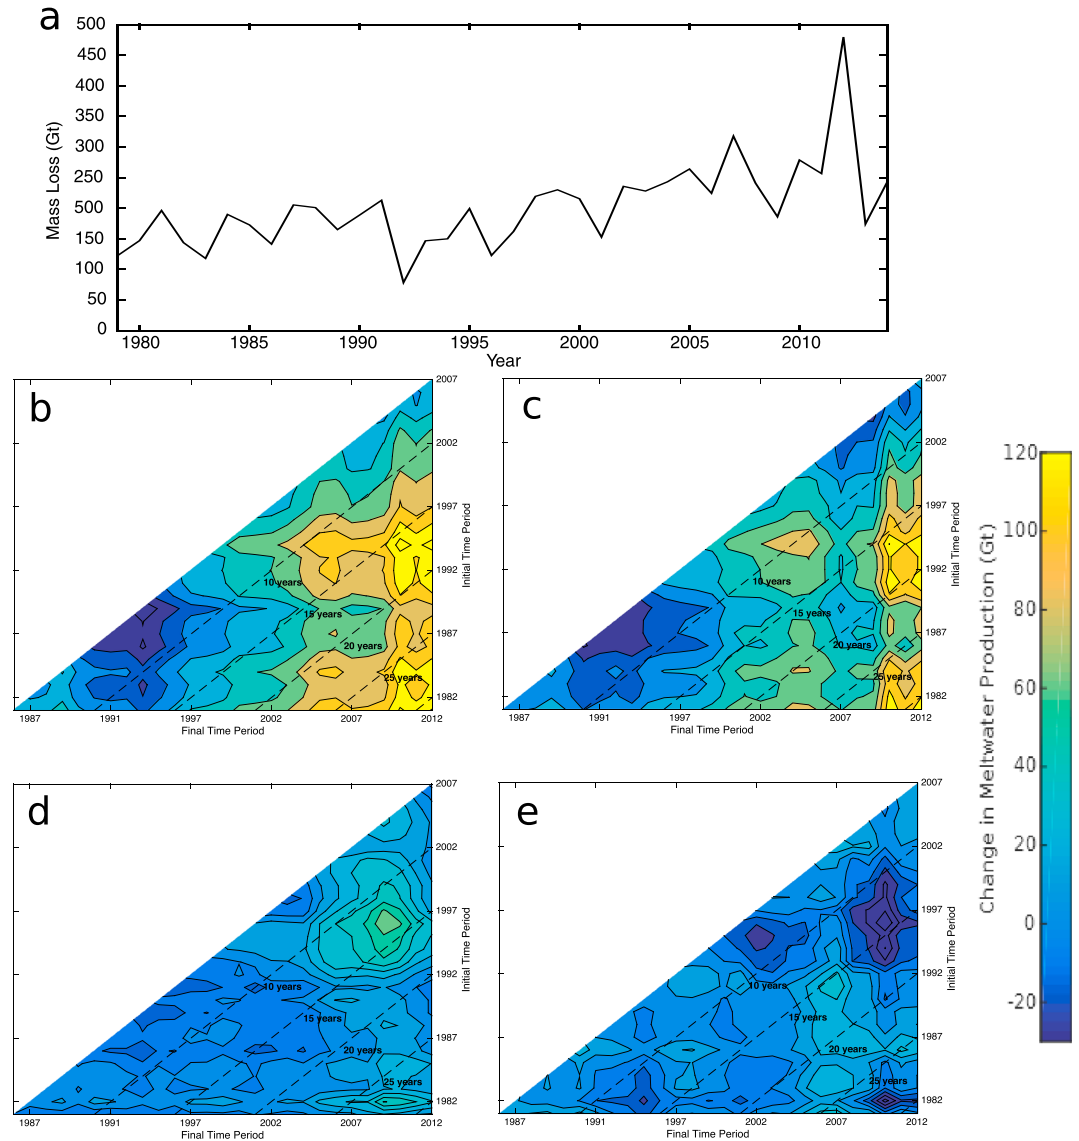 a
500
450
400
350
300
250
500
150
100
50
0
Mass Loss (Gt)
1980 1985 1990 1995 2000 2005 2010
Year
b
2007
2002
1997
1992
1987
1982
Initial Time Period
10 years
15 years
20 years
25 years
1987 1991 1997 2002 2007 2012
Final Time Period
c
2007
2002
1997
1992
1987
1982
Initial Time Period
10 years
15 years
20 years
25 years
1987 1991 1997 2002 2007 2012
Final Time Period
d
2007
2002
1997
1992
1987
1982
Initial Time Period
10 years
15 years
20 years
25 years
1987 1991 1997 2002 2007 2012
Final Time Period
e
2007
2002
1997
1992
1987
1982
Initial Time Period
10 years
15 years
20 years
25 years
1987 1991 1997 2002 2007 2012
Final Time Period
120
100
80
60
40
20
0
-20
Change in Meltwater Production (Gt)